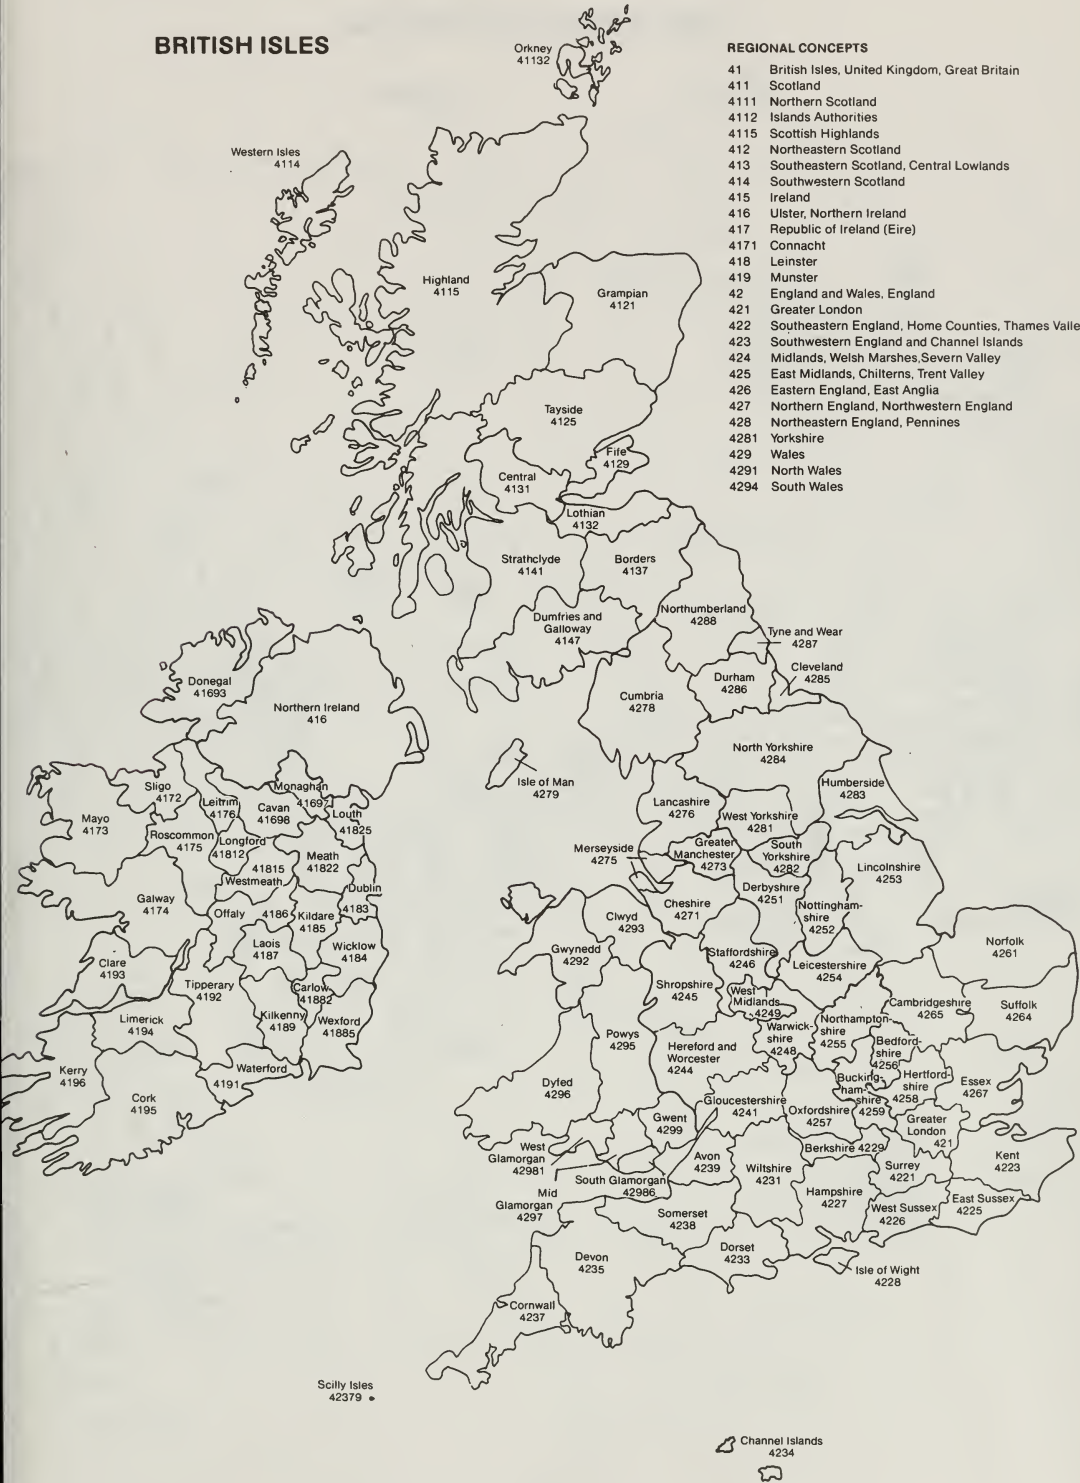 BRITISH ISLES
REGIONAL CONCEPTS
41 British Isles, United Kingdom, Great Britain
411 Scotland
4111 Northern Scotland
4112 Islands Authorities
4115 Scottish Highlands
412 Northeastern Scotland
413 Southeastern Scotland, Central Lowlands
414 Southwestern Scotland
415 Ireland
416 Ulster, Northern Ireland
417 Republic of Ireland (Eire)
4171 Connacht
418 Leinster
419 Munster
42 England and Wales, England
421 Greater London
422 Southeastern England, Home Counties, Thames Valle
423 Southwestern England and Channel Islands
424 Midlands, Welsh Marshes,Severn Valley
425 East Midlands, Chilterns, Trent Valley
426 Eastern England, East Anglia
427 Northern England, Northwestern England
428 Northeastern England, Pennines
4281 Yorkshire
429 Wales
4291 North Wales
4294 South Wales
Orkney
41132
Western Isles
4114
Highland
4115
Grampian
4121
Tayside
4125
Fife
4129
Central
4131
Lothian
4132
Strathclyde
4141
Borders
4137
Dumfries and
Galloway
4147
Northumberland
4288
Tyne and Wear
4287
Cleveland
4285
Durham
4286
Cumbria
4278
North Yorkshire
4284
Isle of Man
4279
Humberside
4283
Lancashire
4276
West Yorkshire
4281
Merseyside
4275
Greater
Manchester
4273
South
Yorkshire
4282
Lincolnshire
4253
Derbyshire
4251
Cheshire
4271
Nottingham-
shire
4252
Clwyd
4293
Gwynedd
4292
Staffordshire
4246
Leicestershire
4254
Norfolk
4261
Shropshire
4245
West
Midlands
4249
Cambridgeshire
4265
Suffolk
4264
Powys
4295
Hereford and
Worcester
4244
Warwick-
shire
4248
Northampton-
shire
4255
Bedford-
shire
4256
Bucking-
ham-
shire
4259
Hertford-
shire
4258
Essex
4267
Dyfed
4296
Gloucestershire
4241
Oxfordshire
4257
Gwent
4299
Greater
London
421
West
Glamorgan
42981
Mid
Glamorgan
4297
South Glamorgan
42986
Avon
4239
Wiltshire
4231
Berkshire 4229
Surrey
4221
Kent
4223
Hampshire
4227
West Sussex
4226
East Sussex
4225
Somerset
4238
Dorset
4233
Devon
4235
Isle of Wight
4228
Cornwall
4237
Scilly Isles
42379
Channel Islands
4234
Donegal
41693
Northern Ireland
416
Sligo
4172
Leitrim
4176
Monaghan
41697
Cavan
41698
Louth
41825
Mayo
4173
Roscommon
4175
Longford
41812
41815
Westmeath
Meath
41822
Galway
4174
Offaly 4186
Kildare
4185
Dublin
4183
Laois
4187
Wicklow
4184
Clare
4193
Tipperary
4192
Carlow
41882
Limerick
4194
Kilkenny
4189
Wexford
41885
Kerry
4196
Waterford
4191
Cork
4195